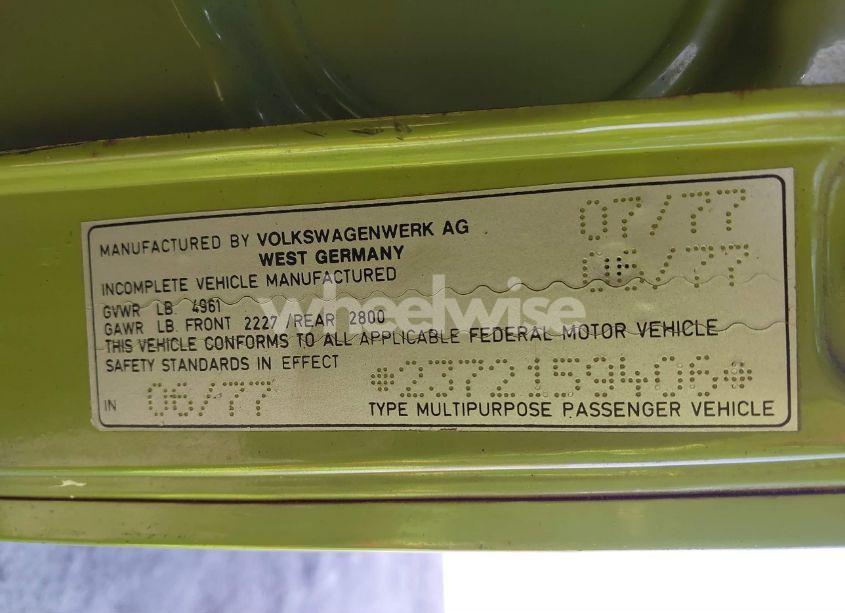 MANUFACTURED BY VOLKSWAGENWERK AG 07/77
WEST GERMANY
INCOMPLETE VEHICLE MANUFACTURED 06/77
GVWR LB. 4961
GAWR LB. FRONT 2227 /REAR 2800
wheelwise
THIS VEHICLE CONFORMS TO ALL APPLICABLE FEDERAL MOTOR VEHICLE
SAFETY STANDARDS IN EFFECT
IN 06/77 *2372159406*
TYPE MULTIPURPOSE PASSENGER VEHICLE